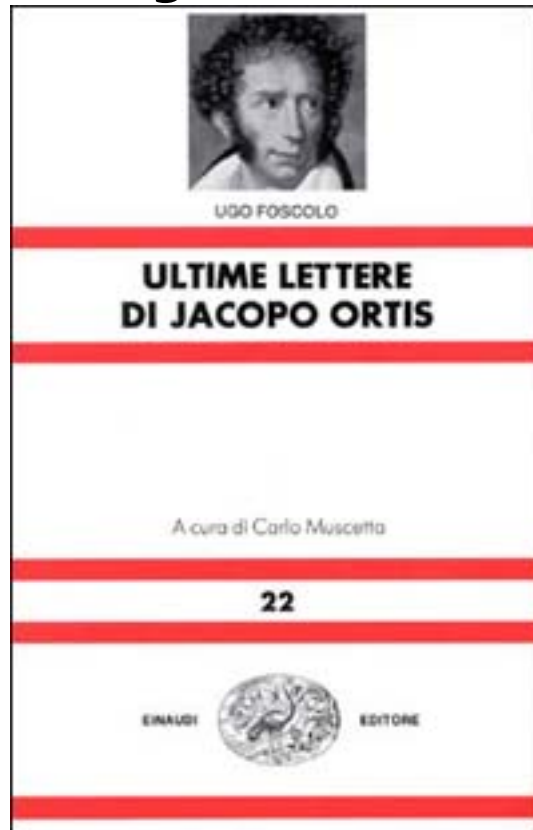 UGO FOSCOLO
ULTIME LETTERE
DI JACOPO ORTIS
A cura di Carlo Muscetta
22
EINAUDI EDITORE